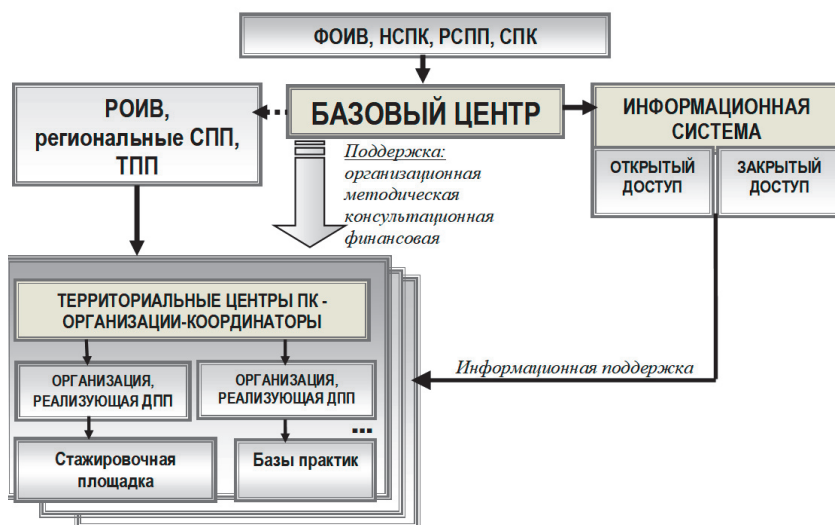 ФОИВ, НСПК, РСПП, СПК
РОИВ,
региональные СПП,
ТПП
БАЗОВЫЙ ЦЕНТР
ИНФОРМАЦИОННАЯ
СИСТЕМА
ОТКРЫТЫЙ
ДОСТУП
ЗАКРЫТЫЙ
ДОСТУП
Поддержка:
организационная
методическая
консультационная
финансовая
ТЕРРИТОРИАЛЬНЫЕ ЦЕНТРЫ ПК -
ОРГАНИЗАЦИИ-КООРДИНАТОРЫ
ОРГАНИЗАЦИЯ,
РЕАЛИЗУЮЩАЯ ДПП
ОРГАНИЗАЦИЯ,
РЕАЛИЗУЮЩАЯ ДПП
...
Стажировочная
площадка
Базы практик
Информационная поддержка